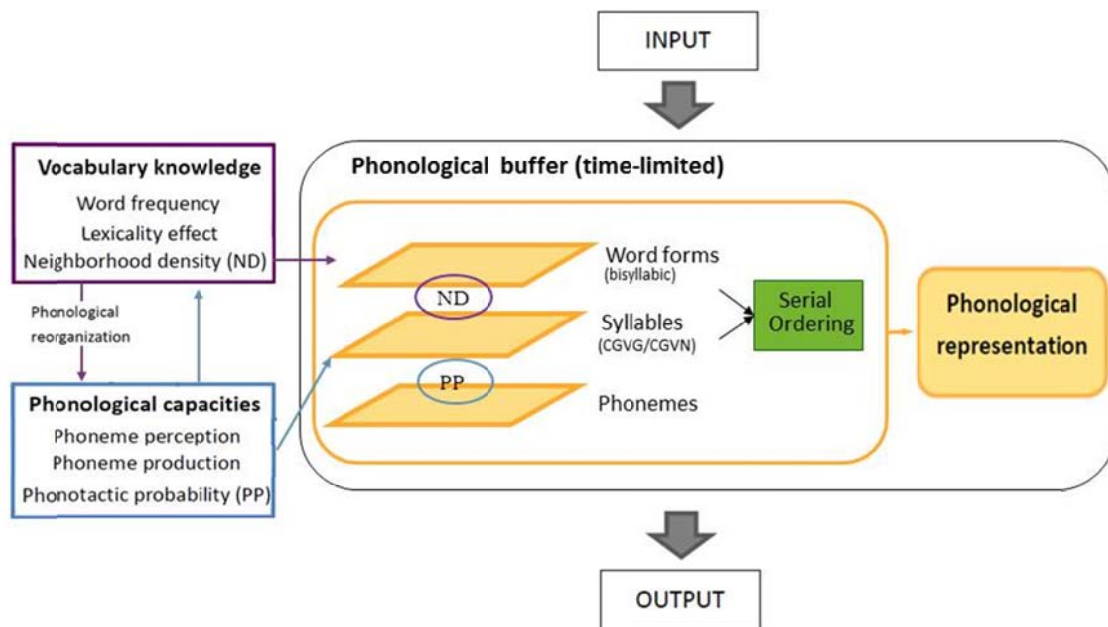 INPUT
Vocabulary knowledge
Word frequency
Lexicality effect
Neighborhood density (ND)
Phonological
reorganization
Phonological capacities
Phoneme perception
Phoneme production
Phonotactic probability (PP)
Phonological buffer (time-limited)
ND
PP
Word forms
(bisyllabic)
Syllables
(CGVG/CGVN)
Phonemes
Serial
Ordering
Phonological
representation
OUTPUT